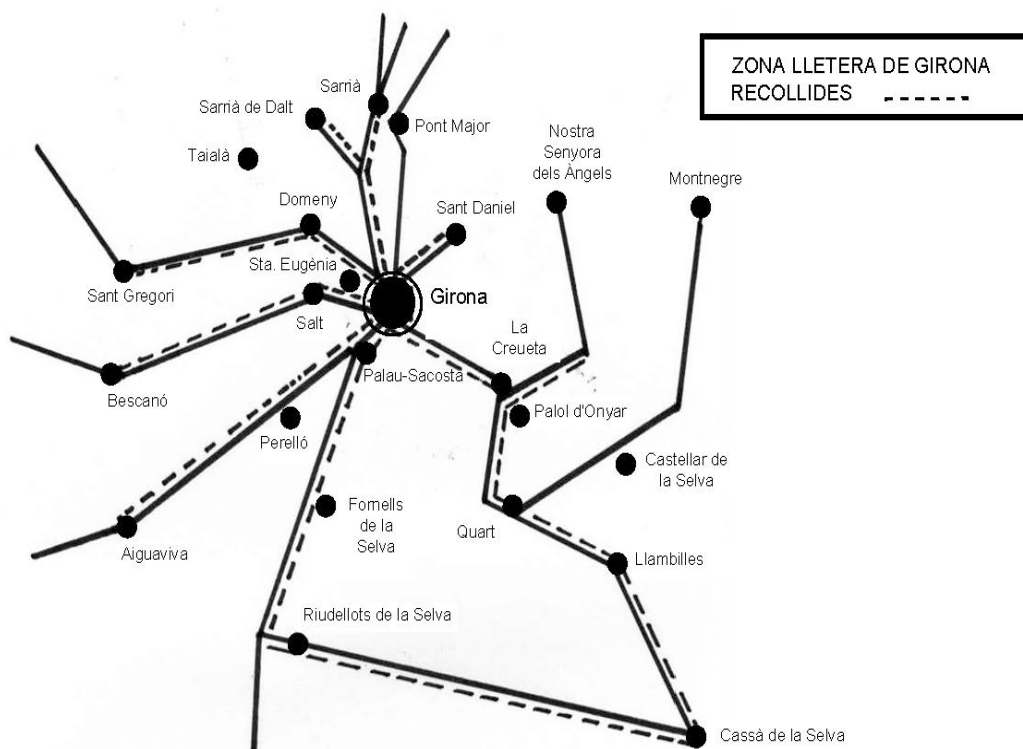 ZONA LLETERA DE GIRONA
RECOLLIDES
Sarrià
Sarrià de Dalt
Pont Major
Taialà
Nostra
Senyora
dels Àngels
Montnegre
Domeny
Sant Daniel
Sta. Eugènia
Sant Gregori
Girona
Salt
La
Creueta
Palau-Sacosta
Bescanó
Palol d'Onyar
Perelló
Castellar de
la Selva
Fornells
de la
Selva
Quart
Aiguaviva
Llambilles
Riudellots de la Selva
Cassà de la Selva